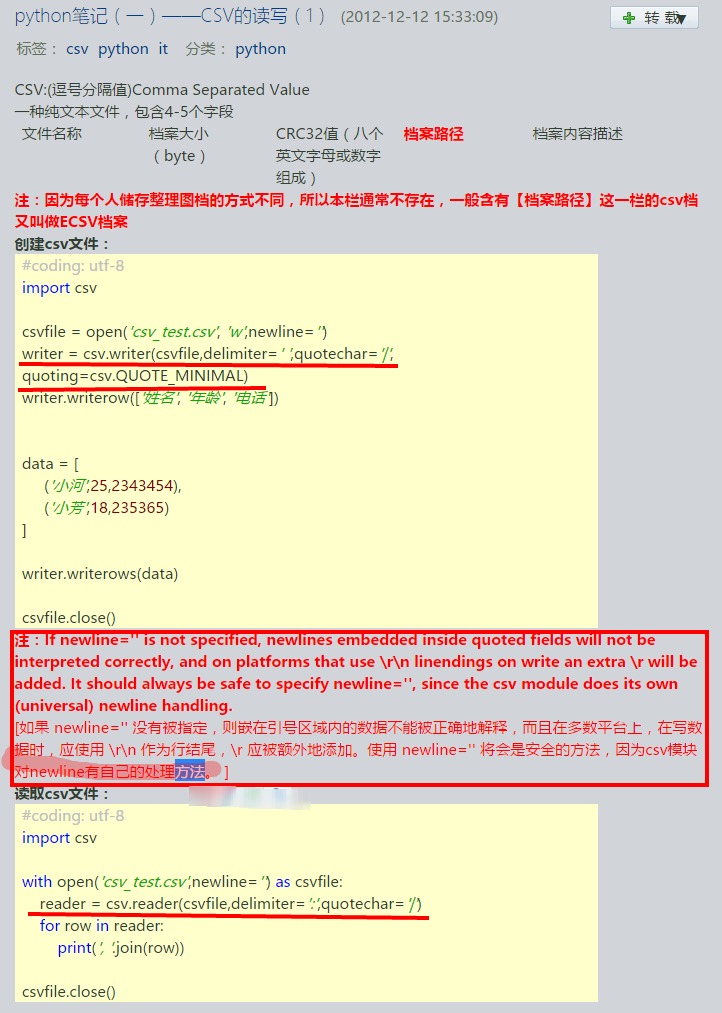 python笔记（一）——CSV的读写（1） (2012-12-12 15:33:09)
转载▼
标签： csv python it 分类： python
CSV:(逗号分隔值)Comma Separated Value
一种纯文本文件，包含4-5个字段
文件名称 档案大小 CRC32值（八个 档案路径 档案内容描述
（byte） 英文字母或数字
组成）
注：因为每个人储存整理图档的方式不同，所以本栏通常不存在，一般含有【档案路径】这一栏的csv档
又叫做ECSV档案
创建csv文件：
#coding: utf-8
import csv
csvfile = open('csv_test.csv', 'w',newline='')
writer = csv.writer(csvfile,delimiter=' ',quotechar='|',
quoting=csv.QUOTE_MINIMAL)
writer.writerow(['姓名', '年龄', '电话'])
data = [
('小河',25,2343454),
('小芳',18,235365)
]
writer.writerows(data)
csvfile.close()
注：If newline='' is not specified, newlines embedded inside quoted fields will not be
interpreted correctly, and on platforms that use \r\n linendings on write an extra \r will be
added. It should always be safe to specify newline='', since the csv module does its own
(universal) newline handling.
[如果 newline='' 没有被指定，则嵌在引号区域内的数据不能被正确地解释，而且在多数平台上，在写数
据时，应使用 \r\n 作为行结尾，\r 应被额外地添加。使用 newline='' 将会是安全的方法，因为csv模块
对newline有自己的处理方法。 ]
读取csv文件：
#coding: utf-8
import csv
with open('csv_test.csv',newline='') as csvfile:
reader = csv.reader(csvfile,delimiter=':',quotechar='|')
for row in reader:
print(', '.join(row))
csvfile.close()